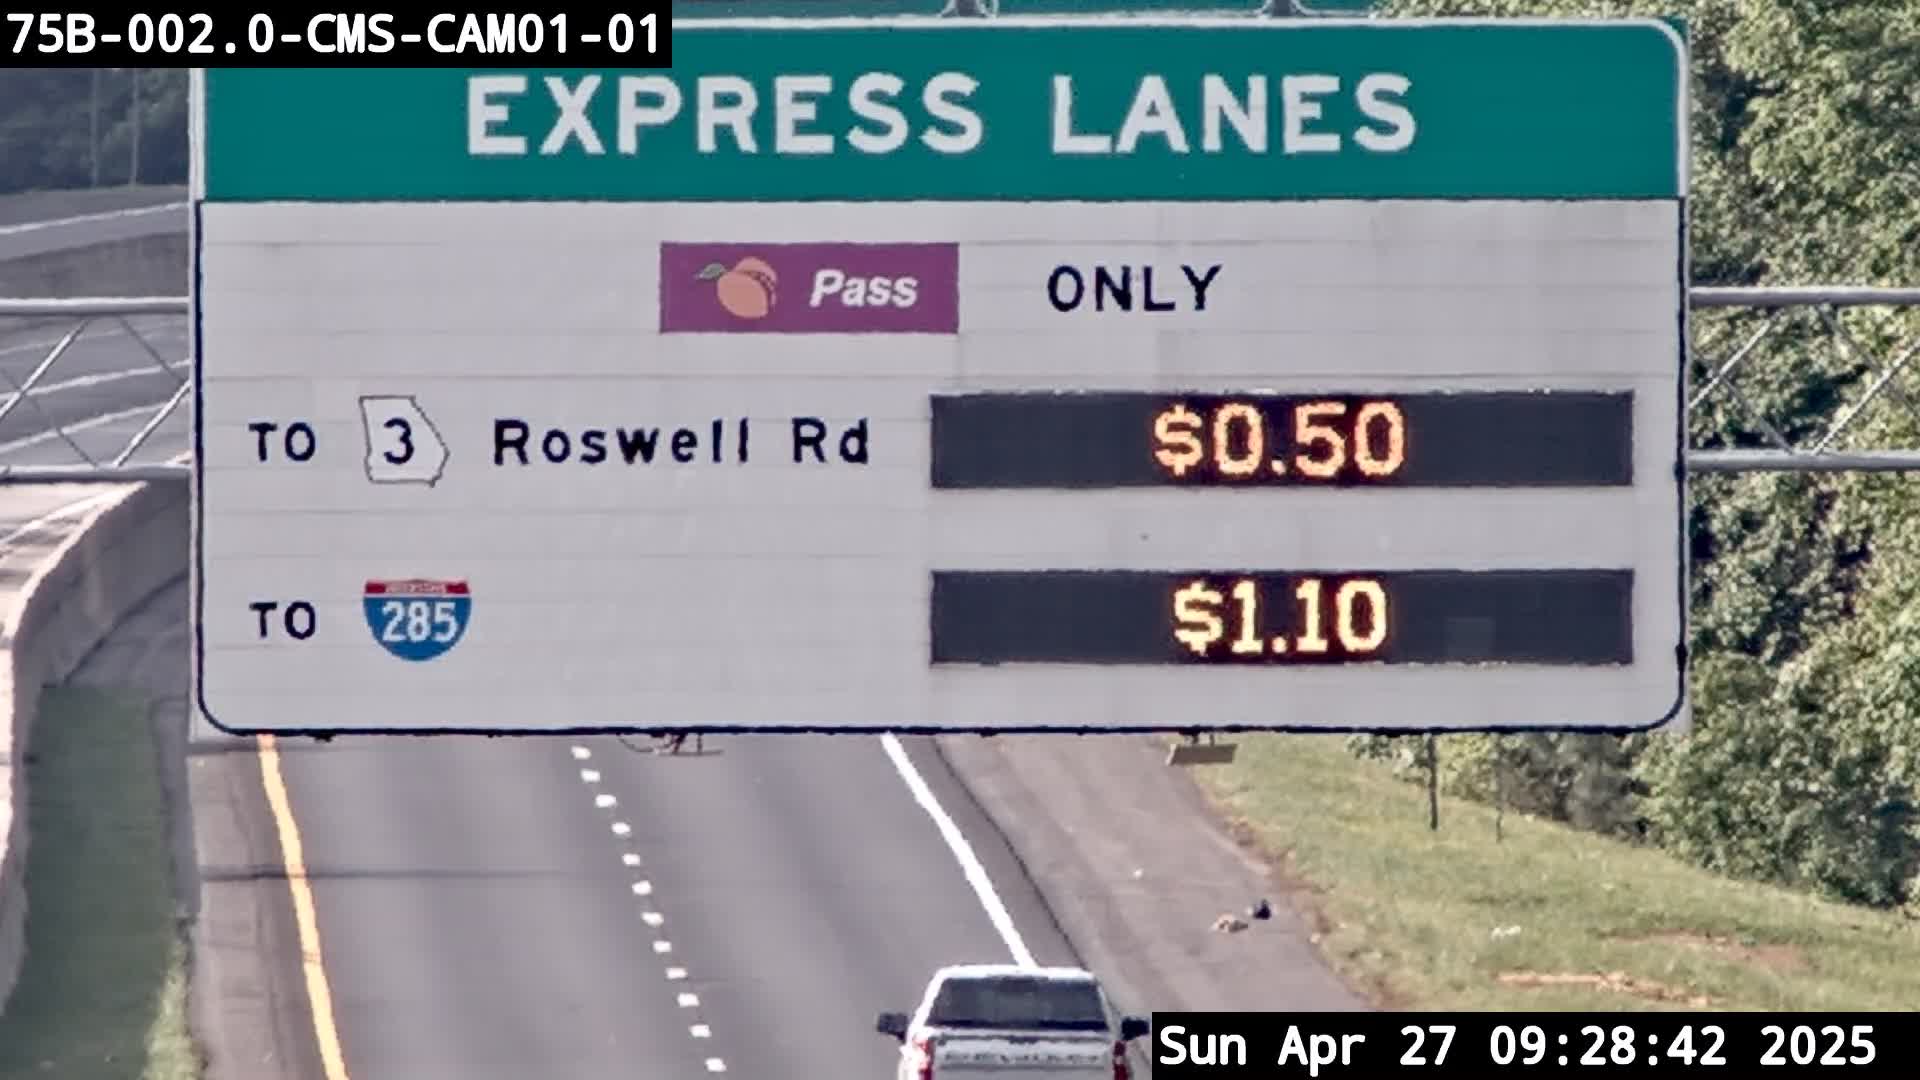 75B-002.0-CMS-CAM01-01
EXPRESS LANES
Pass ONLY
TO 3 Roswell Rd $0.50
TO 285 $1.10
Sun Apr 27 09:28:42 2025